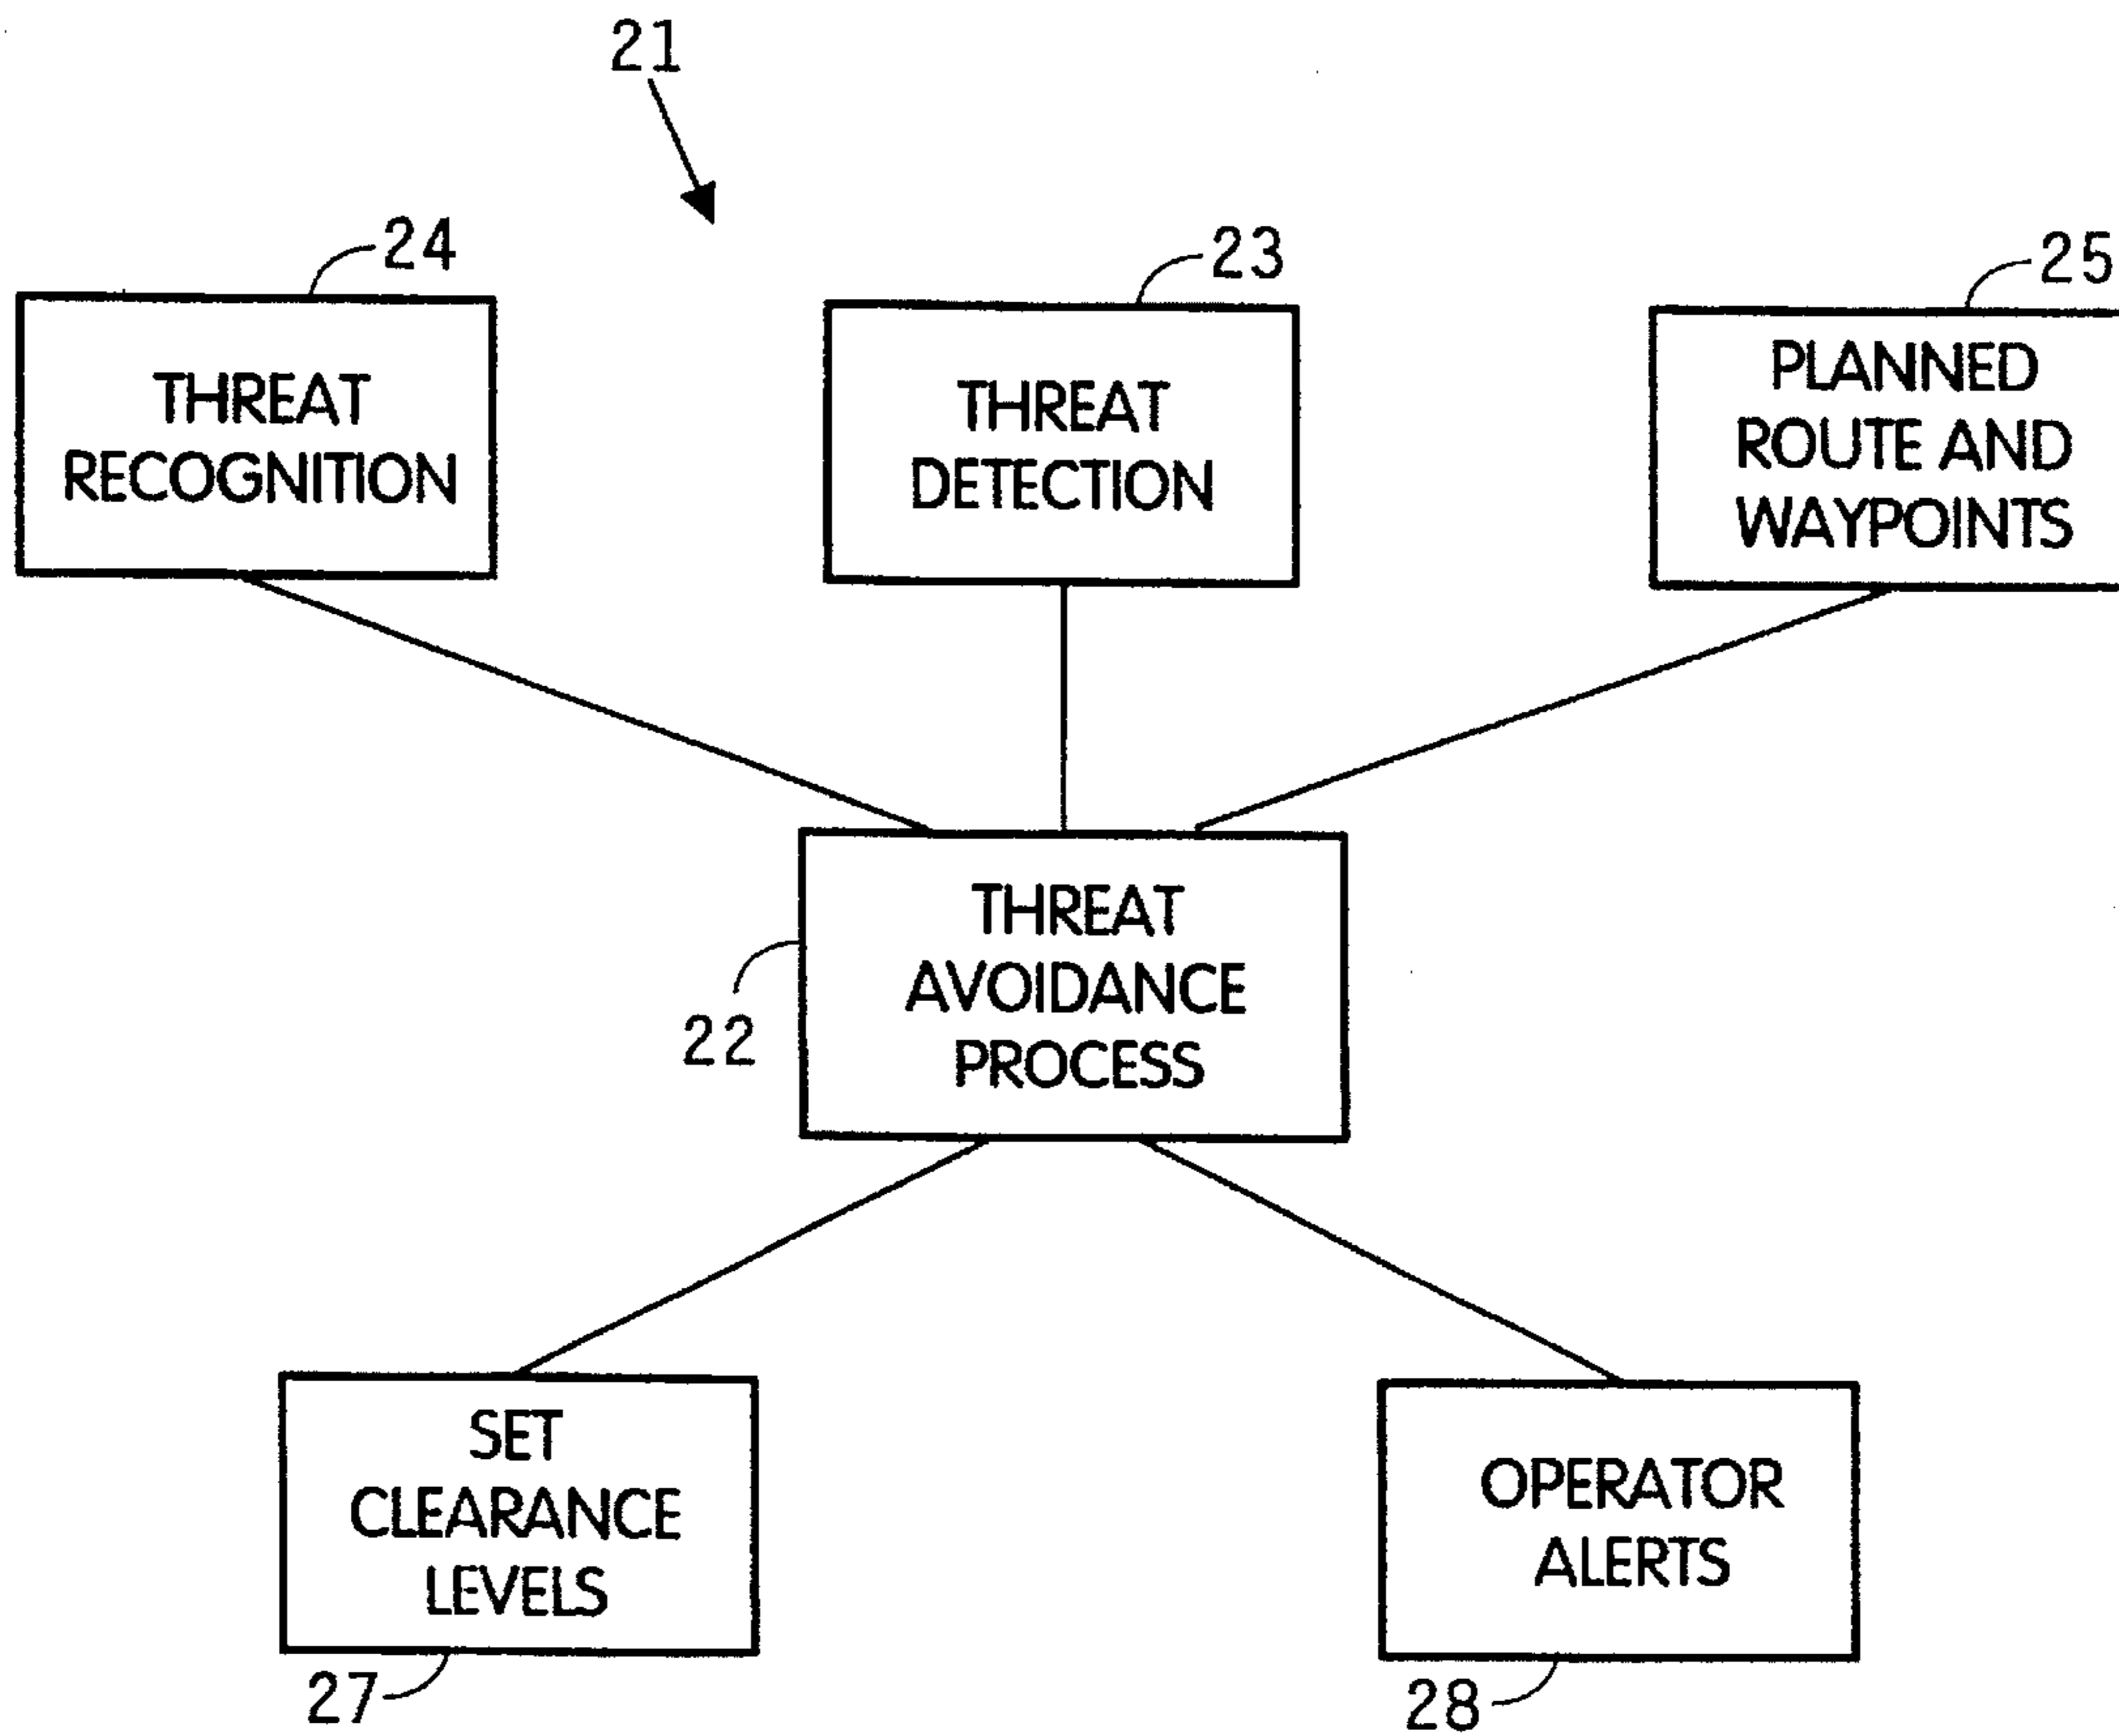 21
24
23
25
THREAT
RECOGNITION
THREAT
DETECTION
PLANNED
ROUTE AND
WAYPOINTS
THREAT
AVOIDANCE
PROCESS
22
SET
CLEARANCE
LEVELS
OPERATOR
ALERTS
27
28